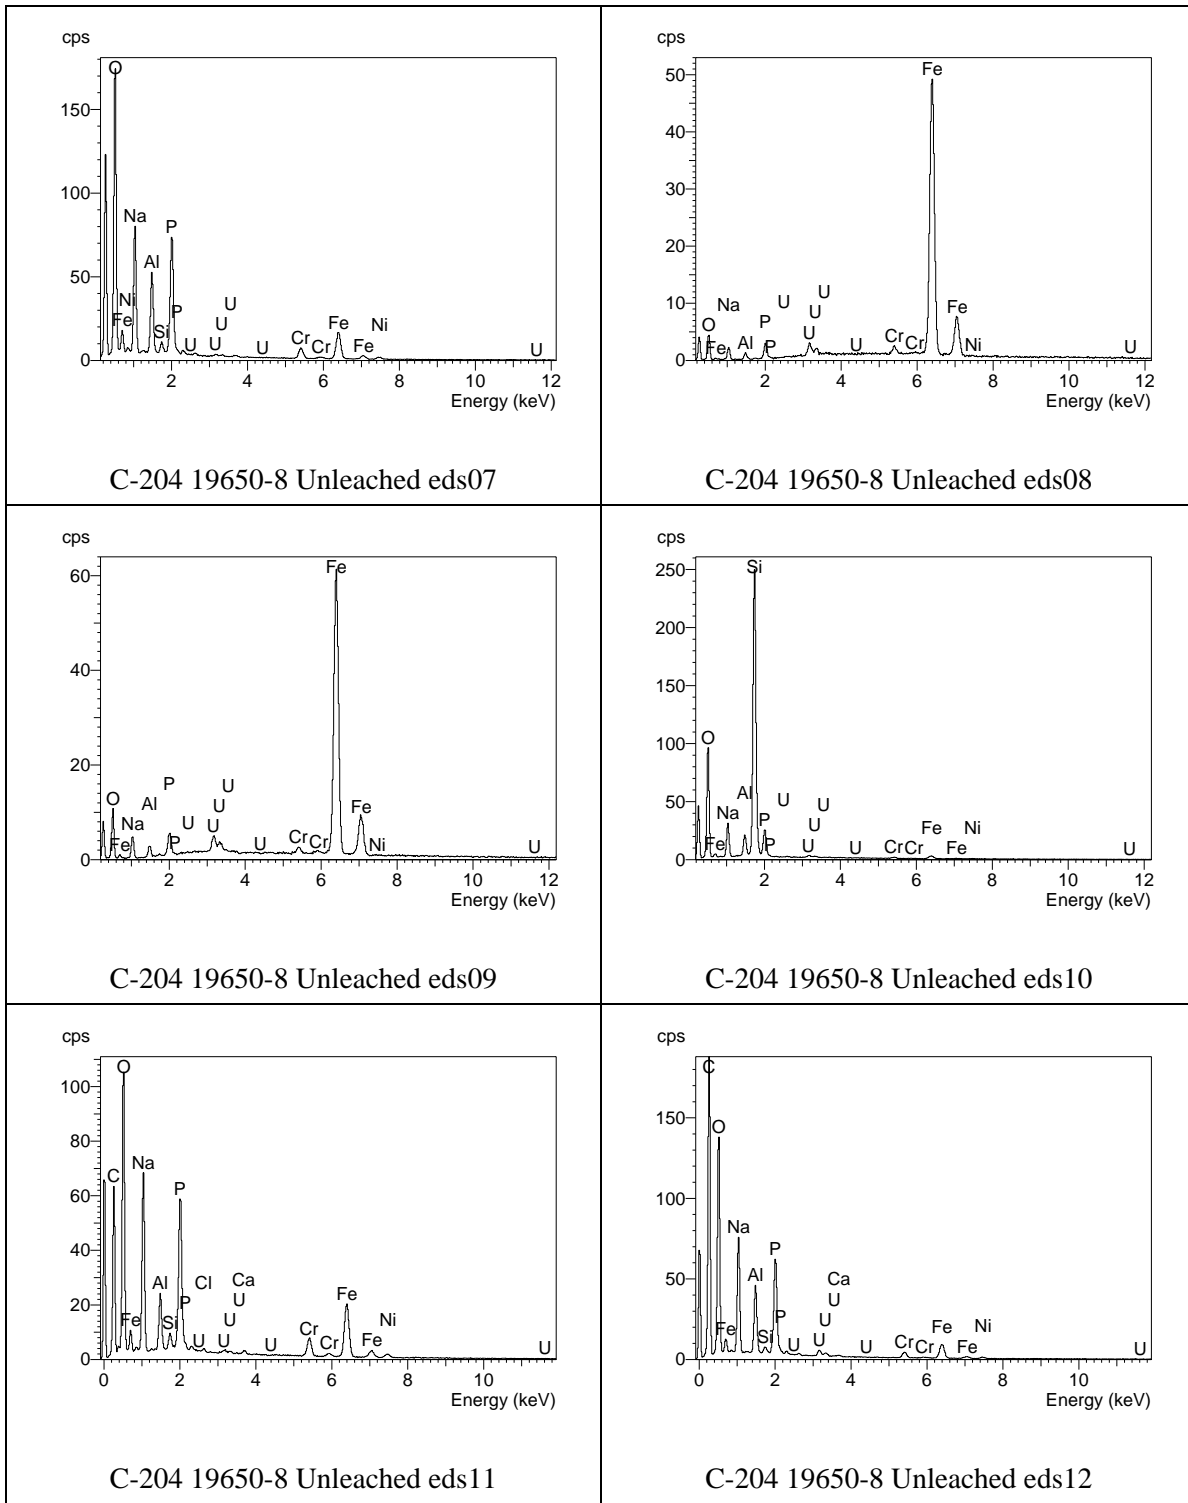 cps
O
150
100
Na
P
Al
50
Ni
U
Fe
Si
P
U
U
U
U
Cr
Cr
Fe
Fe
Ni
U
2 4 6 8 10 12
Energy (keV)
C-204 19650-8 Unleached eds07
cps
50
Fe
40
30
20
10
O
Na
Fe
Al
P
P
U
U
U
U
U
Cr
Cr
Fe
Ni
U
2 4 6 8 10 12
Energy (keV)
C-204 19650-8 Unleached eds08
cps
60
Fe
40
20
O
Fe
Na
Al
P
P
U
U
U
U
U
Cr
Cr
Fe
Ni
U
2 4 6 8 10 12
Energy (keV)
C-204 19650-8 Unleached eds09
cps
250
Si
200
150
100
O
50
Na
Fe
Al
P
P
U
U
U
U
U
Cr
Cr
Fe
Fe
Ni
U
2 4 6 8 10 12
Energy (keV)
C-204 19650-8 Unleached eds10
cps
O
100
80
60
C
Na
P
40
20
0
Fe
Al
Si
P
Cl
Ca
U
U
U
U
U
Cr
Cr
Fe
Fe
Ni
U
0 2 4 6 8 10
Energy (keV)
C-204 19650-8 Unleached eds11
cps
C
150
O
100
Na
P
50
Al
0
Fe
Si
P
Ca
U
U
U
U
U
Cr
Cr
Fe
Fe
Ni
U
0 2 4 6 8 10
Energy (keV)
C-204 19650-8 Unleached eds12